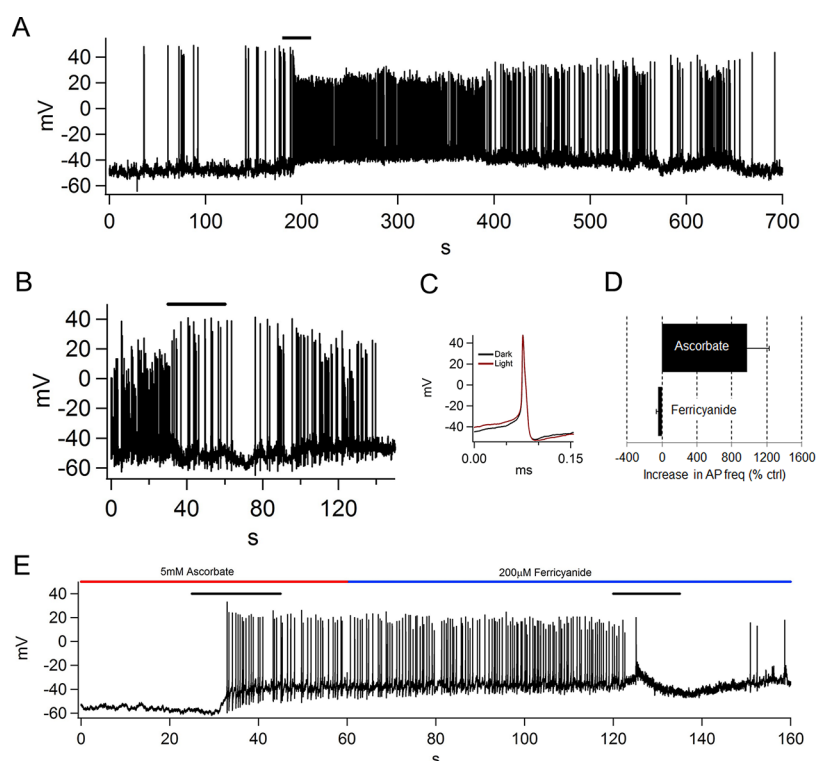 A
mV
40
20
0
-20
-40
-60
0 100 200 300 400 500 600 700
s
B
mV
40
20
0
-20
-40
-60
0 40 80 120
s
C
mV
40
20
0
-20
-40
Dark
Light
0.00 0.15
ms
D
Ascorbate
Ferricyanide
-400 0 400 800 1200 1600
Increase in AP freq (% ctrl)
E
5mM Ascorbate 200µM Ferricyanide
mV
40
20
0
-20
-40
-60
0 20 40 60 80 100 120 140 160
s